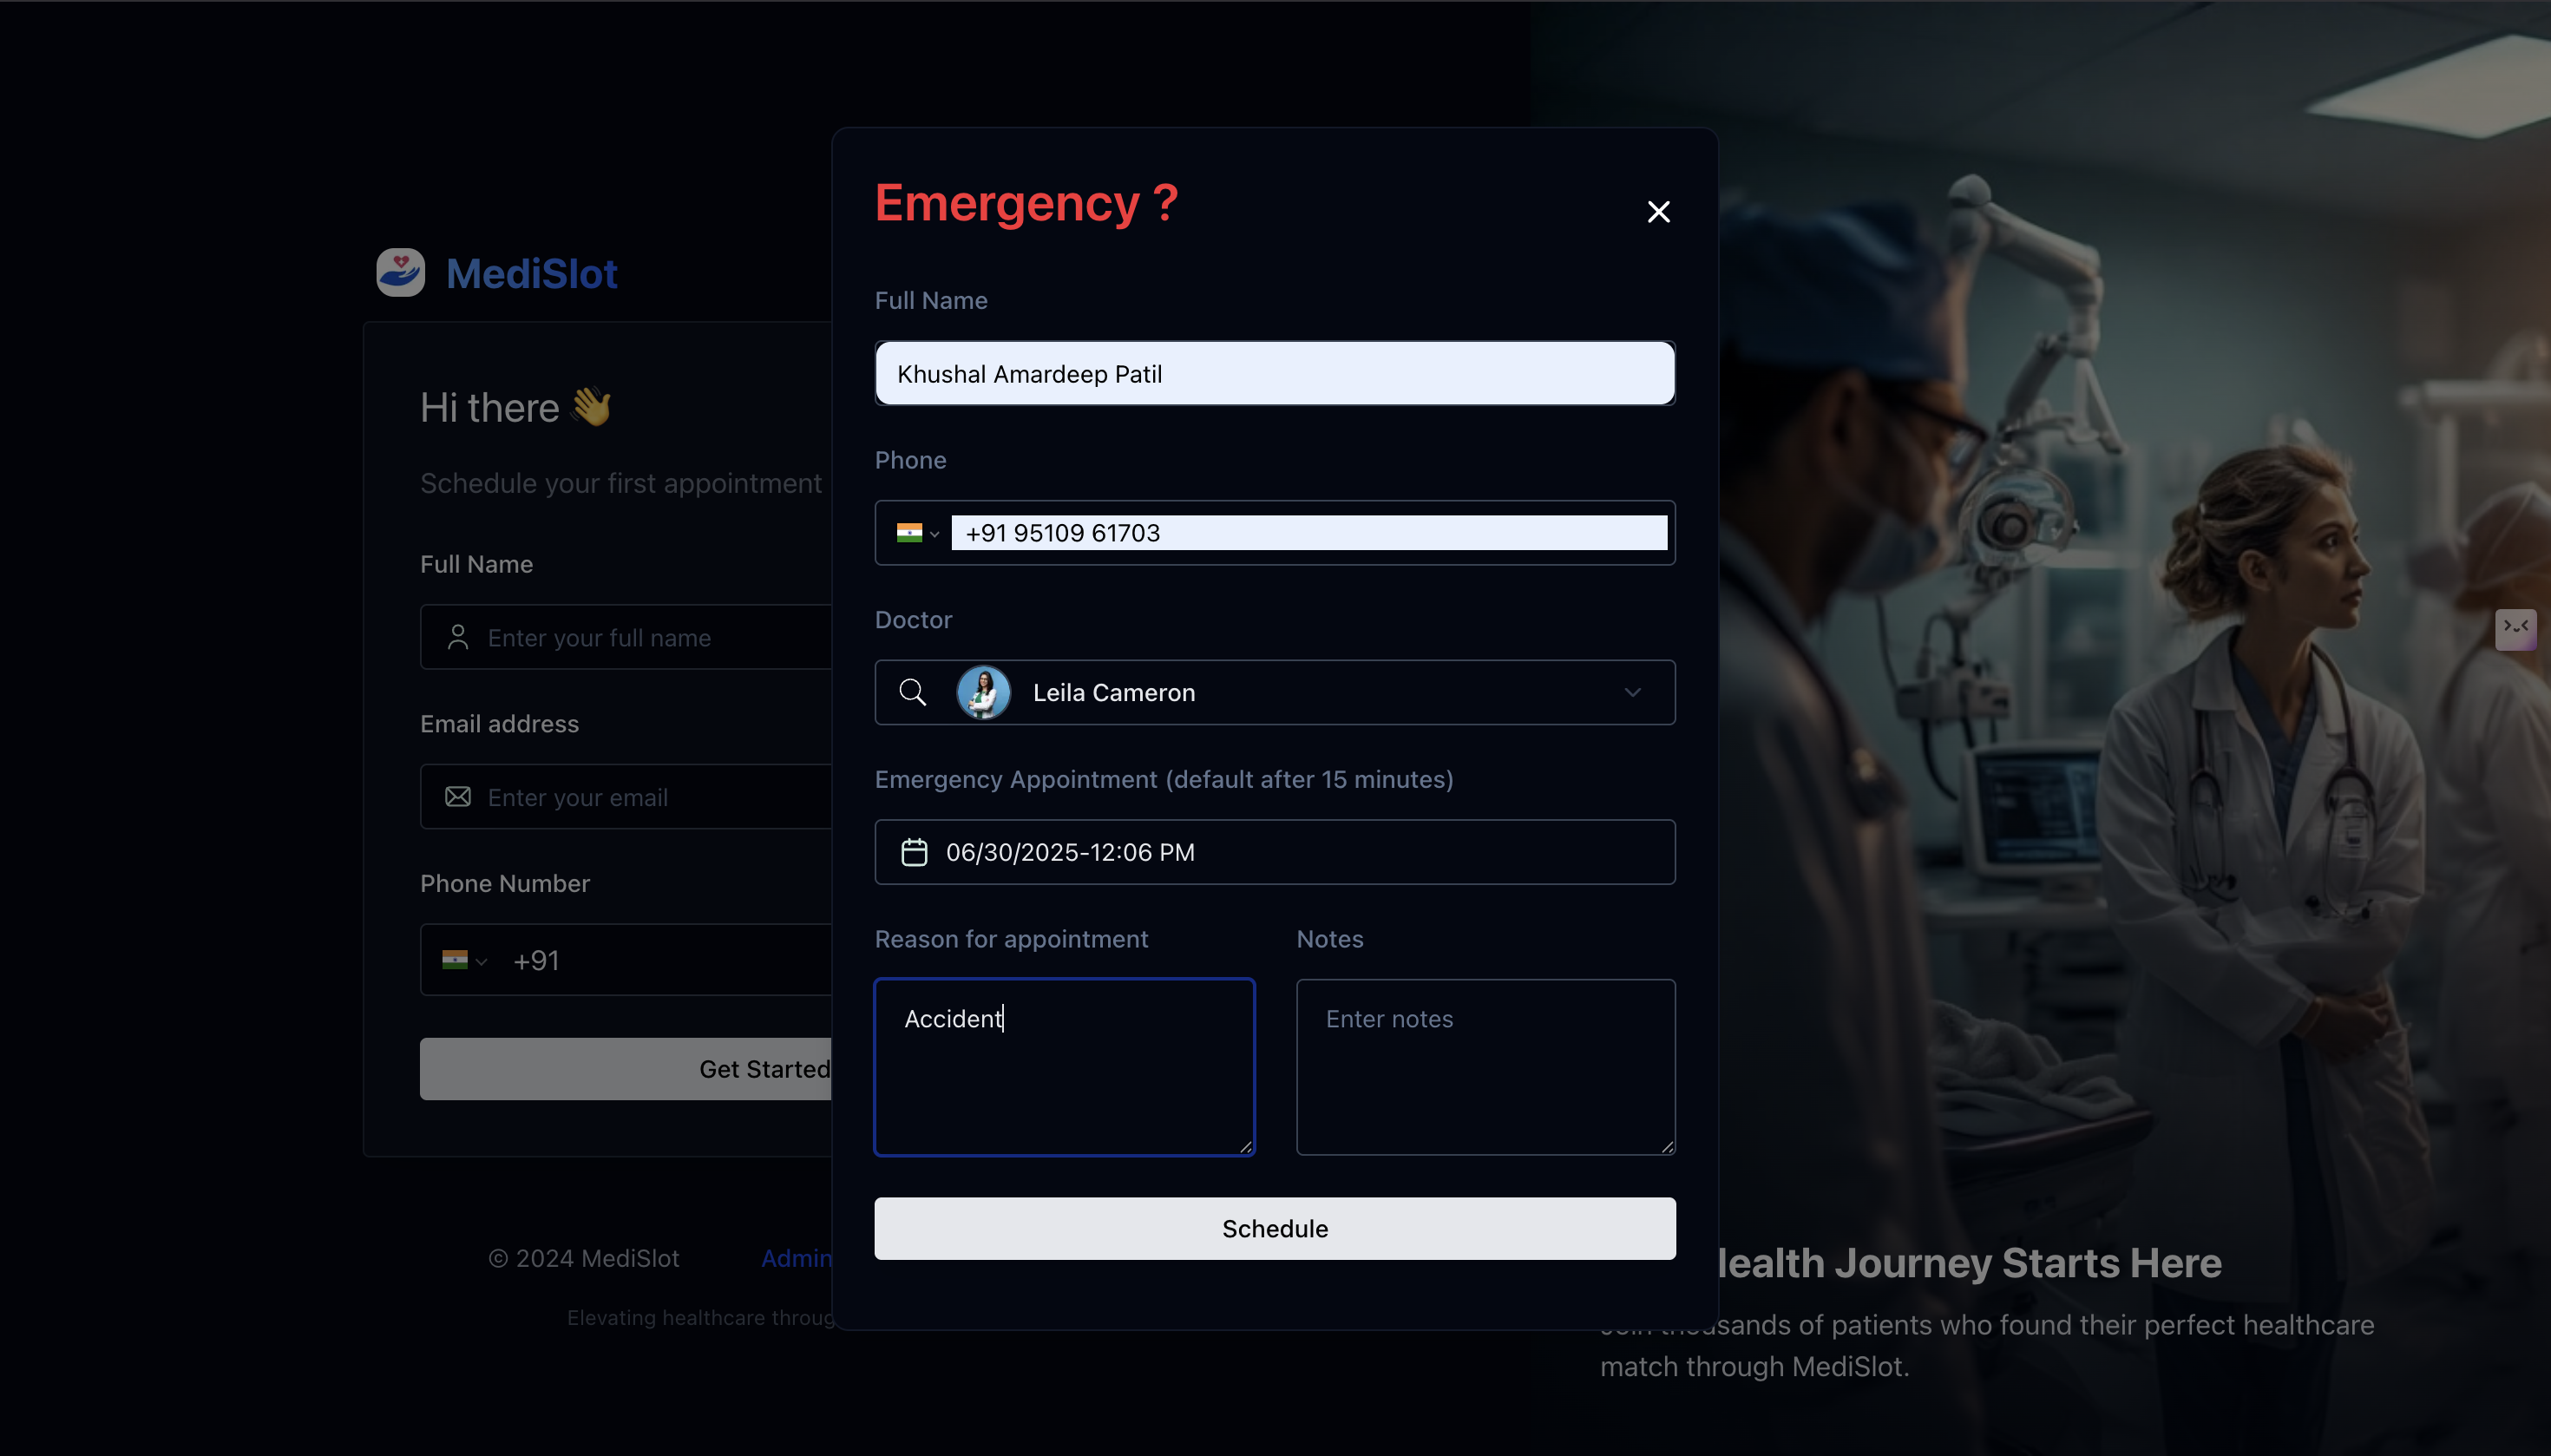 MediSlot
Hi there 👋
Schedule your first appointment
Full Name
Enter your full name
Email address
Enter your email
Phone Number
+91
Get Started
© 2024 MediSlot
Admin
Elevating healthcare throug
Emergency ?
Full Name
Khushal Amardeep Patil
Phone
+91 95109 61703
Doctor
Leila Cameron
Emergency Appointment (default after 15 minutes)
06/30/2025-12:06 PM
Reason for appointment
Notes
Accident
Enter notes
Schedule
ealth Journey Starts Here
Join thousands of patients who found their perfect healthcare
match through MediSlot.